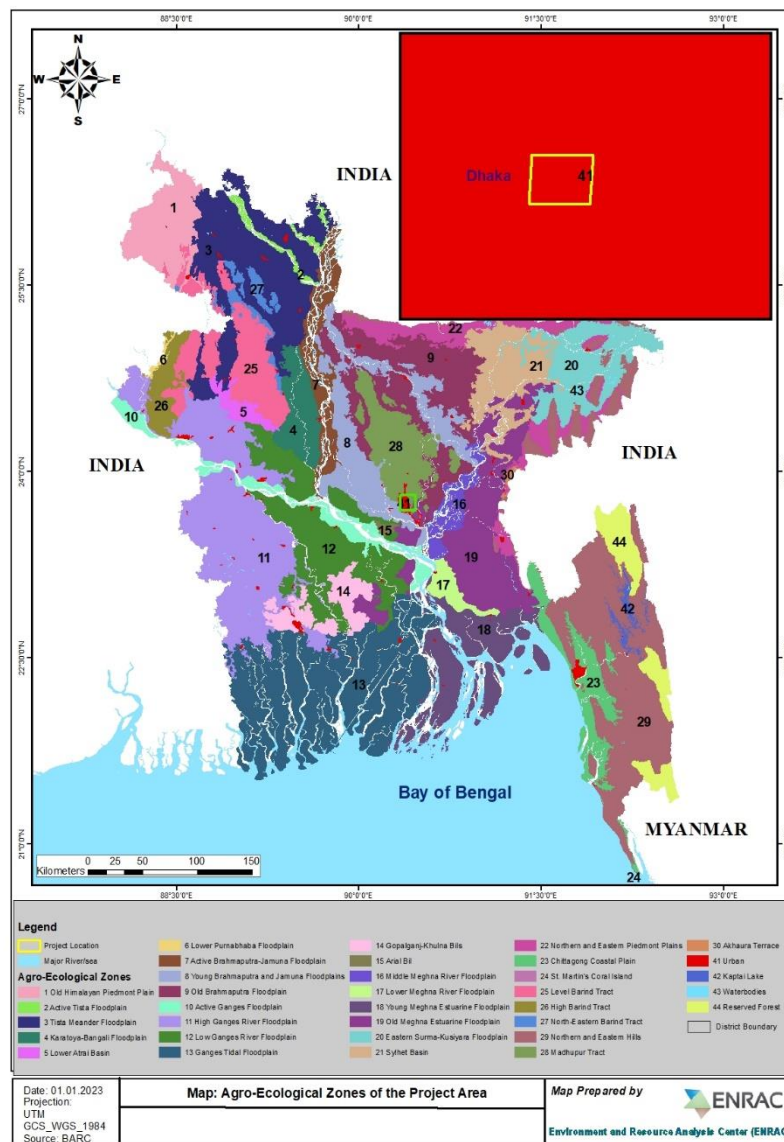 88°30'0"E 90°0'0"E 91°30'0"E 93°0'0"E
N
W E
S
27°0'0"N
25°30'0"N
24°0'0"N
22°30'0"N
21°0'0"N
INDIA
Dhaka
41
1
3
2
27
22
9
6
7
21
20
25
43
10
26
5
4
8
28
INDIA
INDIA
30
16
15
11
12
19
44
14
17
42
18
13
23
29
Bay of Bengal
MYANMAR
24
0 25 50 100 150
Kilometers
Legend
Project Location
Major River/sea
Agro-Ecological Zones
1 Old Himalayan Piedmont Plain
2 Active Tista Floodplain
3 Tista Meander Floodplain
4 Karatoya-Bangali Floodplain
5 Lower Atrai Basin
6 Lower Purnabhaba Floodplain
7 Active Brahmaputra-Jamuna Floodplain
8 Young Brahmaputra and Jamuna Floodplains
9 Old Brahmaputra Floodplain
10 Active Ganges Floodplain
11 High Ganges River Floodplain
12 Low Ganges River Floodplain
13 Ganges Tidal Floodplain
14 Gopalganj-Khulna Bils
15 Arial Bil
16 Middle Meghna River Floodplain
17 Lower Meghna River Floodplain
18 Young Meghna Estuarine Floodplain
19 Old Meghna Estuarine Floodplain
20 Eastern Surma-Kusiyara Floodplain
21 Sylhet Basin
22 Northern and Eastern Piedmont Plains
23 Chittagong Coastal Plain
24 St. Martin's Coral Island
25 Level Barind Tract
26 High Barind Tract
27 North-Eastern Barind Tract
29 Northern and Eastern Hills
28 Madhupur Tract
30 Akhaura Terrace
41 Urban
42 Kaptai Lake
43 Waterbodies
44 Reserved Forest
District Boundary
Date: 01.01.2023
Projection:
UTM
GCS_WGS_1984
Source: BARC
Map: Agro-Ecological Zones of the Project Area
Map Prepared by
ENRAC
Environment and Resource Analysis Center (ENRAC